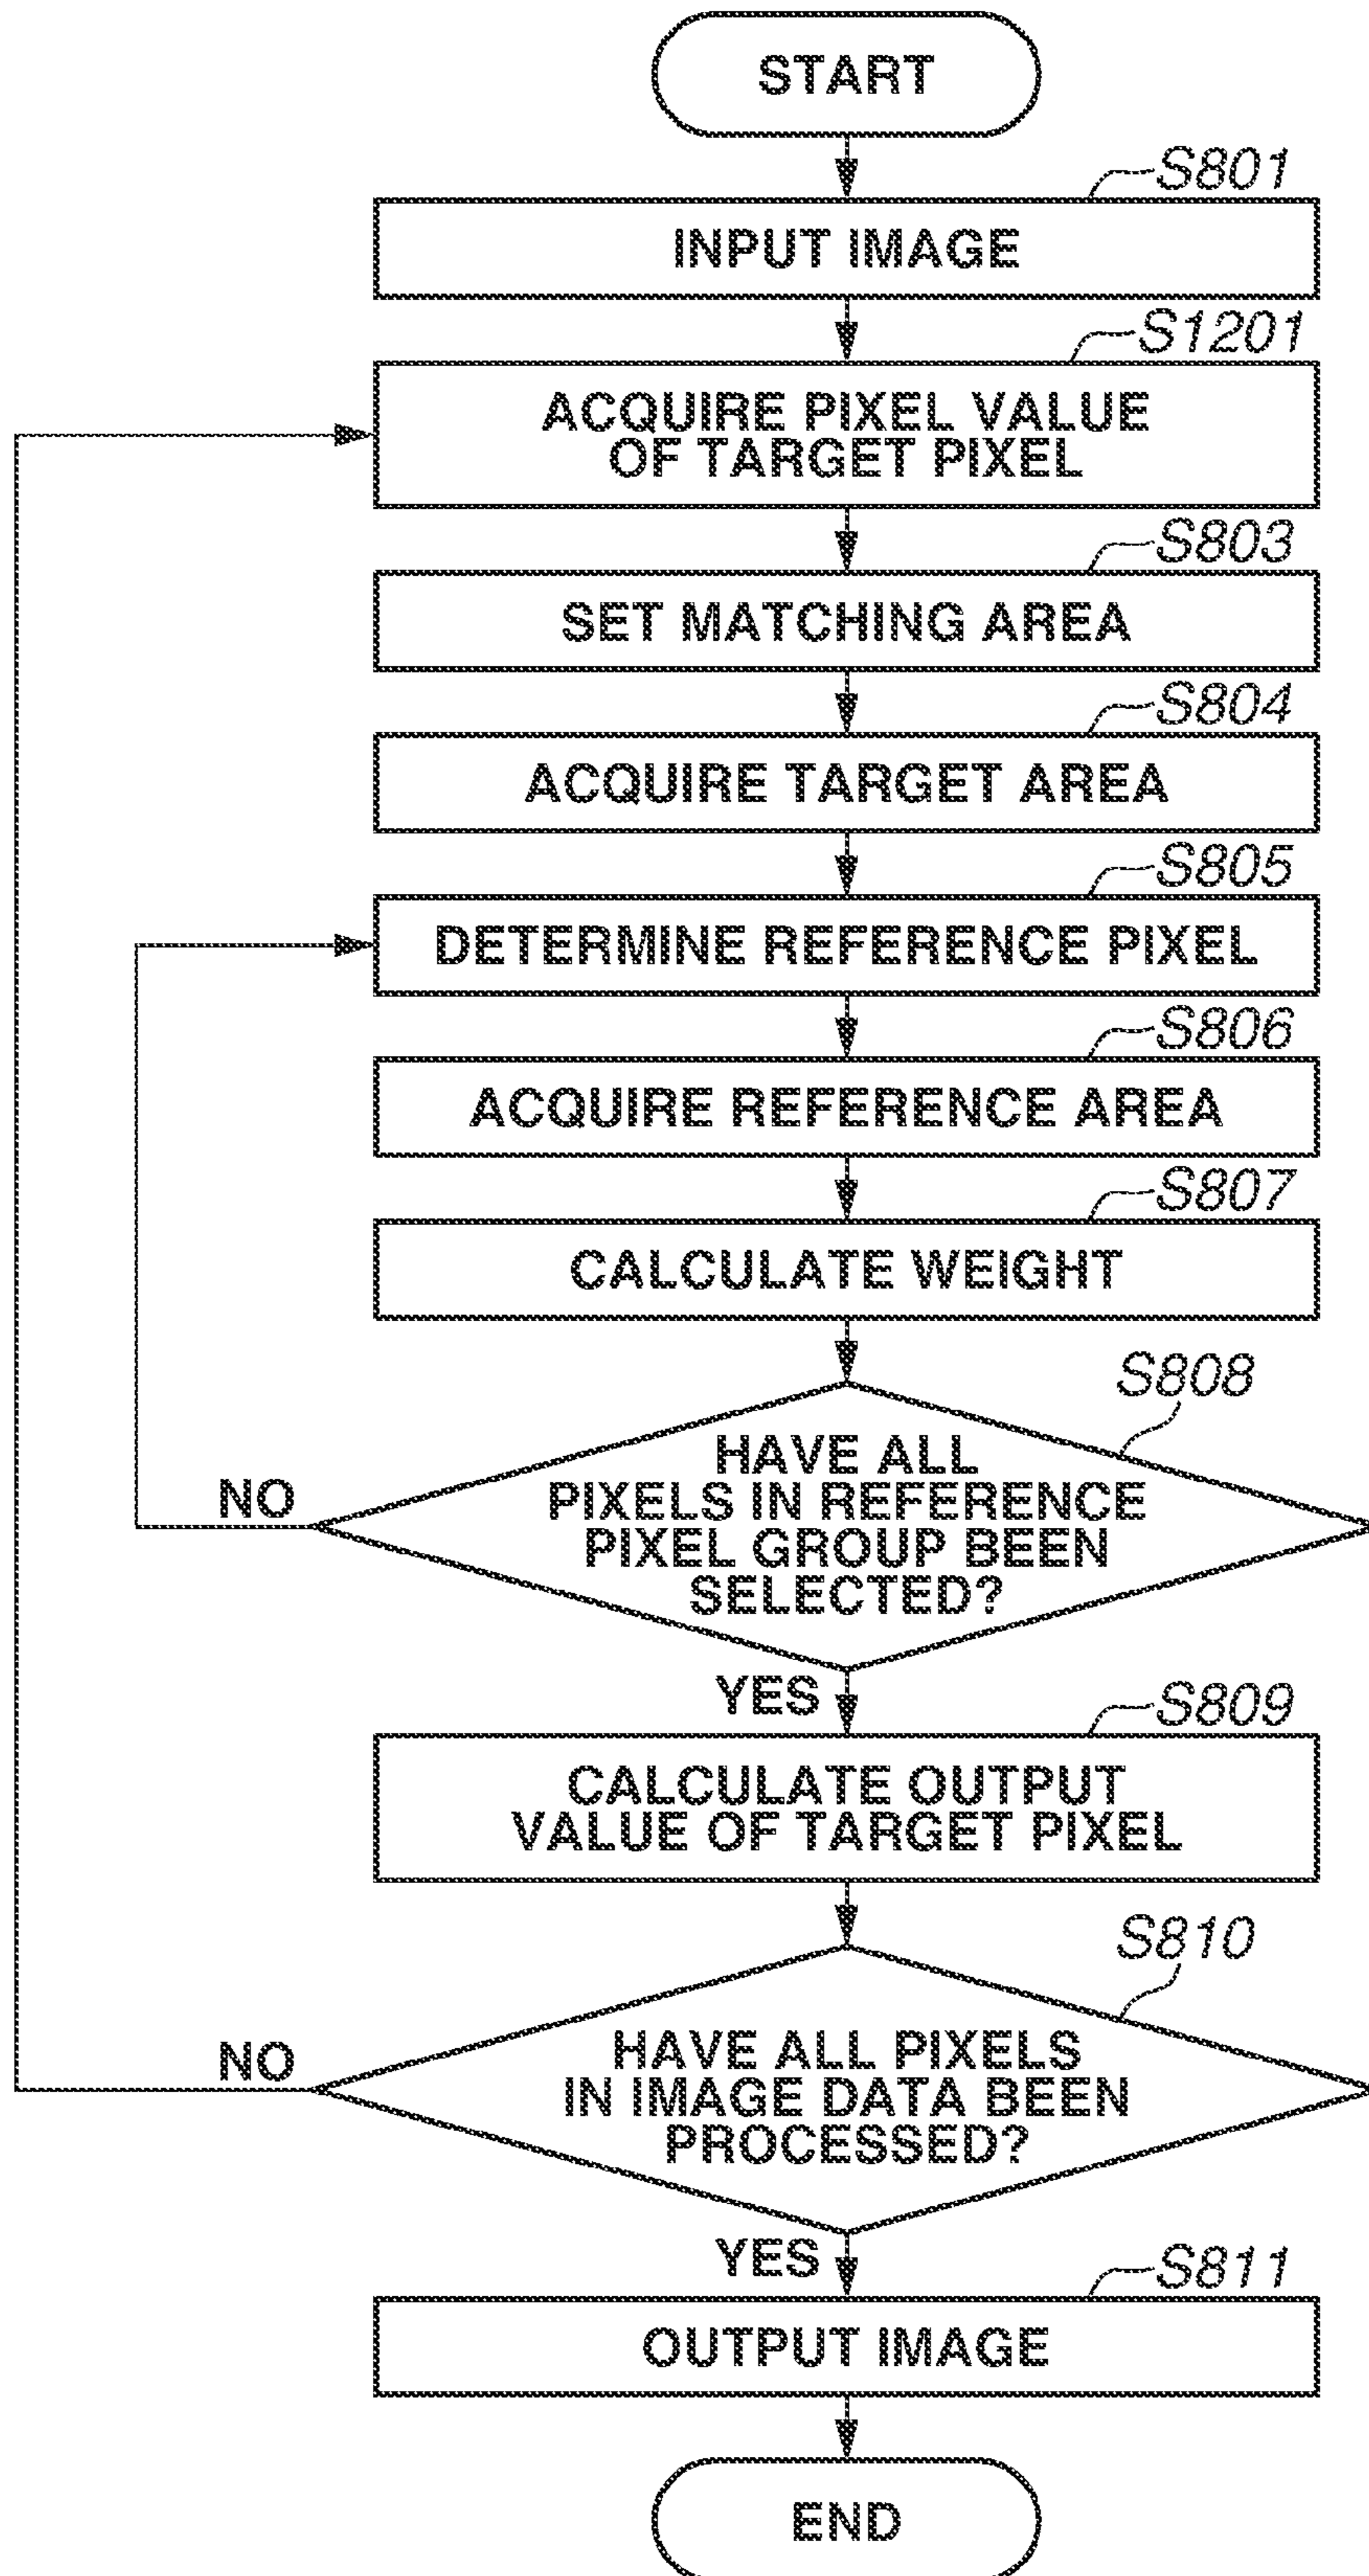 START
S801
INPUT IMAGE
S1201
ACQUIRE PIXEL VALUE
OF TARGET PIXEL
S803
SET MATCHING AREA
S804
ACQUIRE TARGET AREA
S805
DETERMINE REFERENCE PIXEL
S806
ACQUIRE REFERENCE AREA
S807
CALCULATE WEIGHT
S808
HAVE ALL
PIXELS IN REFERENCE
PIXEL GROUP BEEN
SELECTED?
NO
YES
S809
CALCULATE OUTPUT
VALUE OF TARGET PIXEL
S810
HAVE ALL PIXELS
IN IMAGE DATA BEEN
PROCESSED?
NO
YES
S811
OUTPUT IMAGE
END